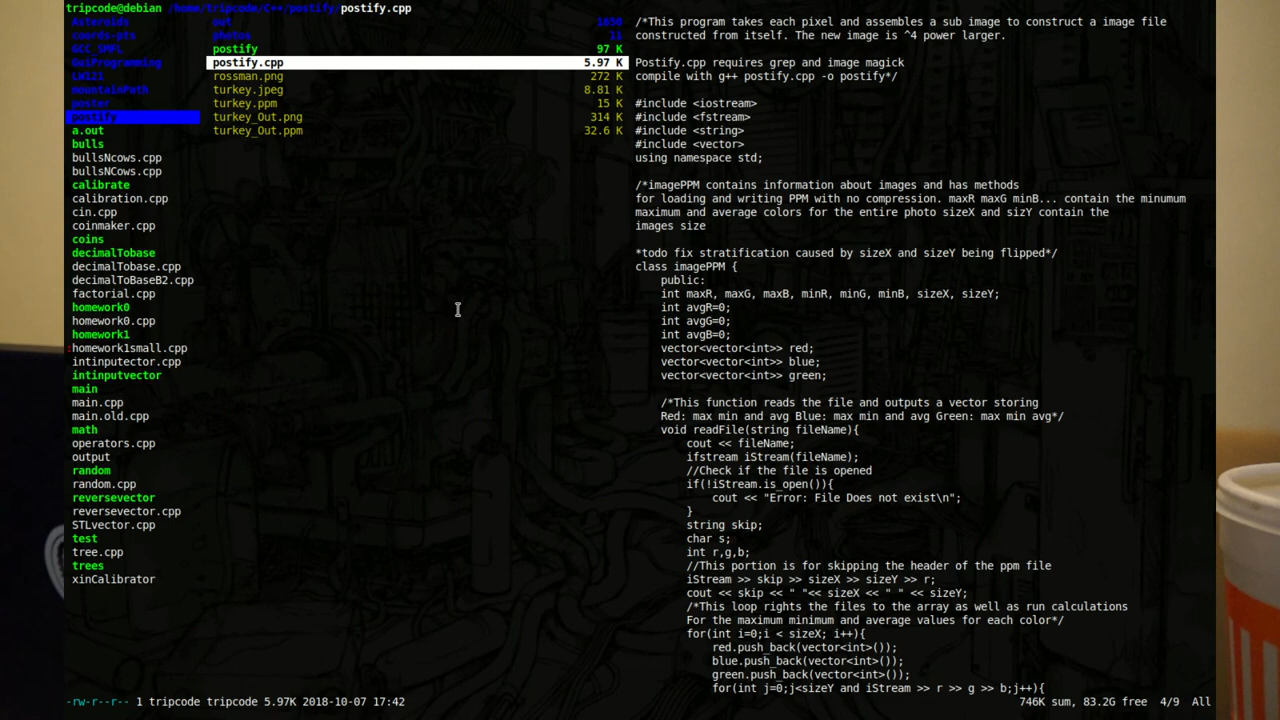 tripcode@debian /home/tripcode/C++/postify/postify.cpp
Asteroids
coords-pts
GCC_SMFL
GuiProgramming
LW121
mountainPath
poster
postify
a.out
bulls
bullsNcows.cpp
bullsNCows.cpp
calibrate
calibration.cpp
cin.cpp
coinmaker.cpp
coins
decimalTobase
decimalTobase.cpp
decimalToBaseB2.cpp
factorial.cpp
homework0
homework0.cpp
homework1
!homework1small.cpp
intinputector.cpp
intinputvector
main
main.cpp
main.old.cpp
math
operators.cpp
output
random
random.cpp
reversevector
reversevector.cpp
STLvector.cpp
test
tree.cpp
trees
xinCalibrator
out 1650
photos 11
postify 97 K
postify.cpp 5.97 K
rossman.png 272 K
turkey.jpeg 8.81 K
turkey.ppm 15 K
turkey_Out.png 314 K
turkey_Out.ppm 32.6 K
/*This program takes each pixel and assembles a sub image to construct a image file
constructed from itself. The new image is ^4 power larger.
Postify.cpp requires grep and image magick
compile with g++ postify.cpp -o postify*/
#include <iostream>
#include <fstream>
#include <string>
#include <vector>
using namespace std;
/*imagePPM contains information about images and has methods
for loading and writing PPM with no compression. maxR maxG minB... contain the minumum
maximum and average colors for the entire photo sizeX and sizY contain the
images size
*todo fix stratification caused by sizeX and sizeY being flipped*/
class imagePPM {
public:
int maxR, maxG, maxB, minR, minG, minB, sizeX, sizeY;
int avgR=0;
int avgG=0;
int avgB=0;
vector<vector<int>> red;
vector<vector<int>> blue;
vector<vector<int>> green;
/*This function reads the file and outputs a vector storing
Red: max min and avg Blue: max min and avg Green: max min avg*/
void readFile(string fileName){
cout << fileName;
ifstream iStream(fileName);
//Check if the file is opened
if(!iStream.is_open()){
cout << "Error: File Does not exist\n";
}
string skip;
char s;
int r,g,b;
//This portion is for skipping the header of the ppm file
iStream >> skip >> sizeX >> sizeY >> r;
cout << skip << " "<< sizeX << " " << sizeY;
/*This loop rights the files to the array as well as run calculations
For the maximum minimum and average values for each color*/
for(int i=0;i < sizeX; i++){
red.push_back(vector<int>());
blue.push_back(vector<int>());
green.push_back(vector<int>());
for(int j=0;j<sizeY and iStream >> r >> g >> b;j++){
-rw-r--r-- 1 tripcode tripcode 5.97K 2018-10-07 17:42 746K sum, 83.2G free 4/9 All